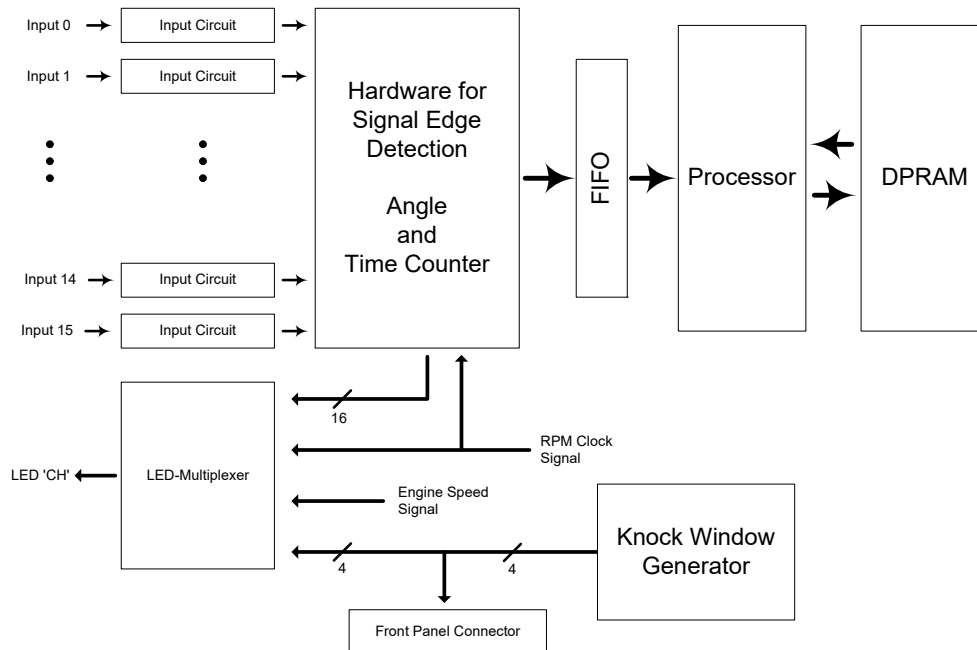 Input 0
Input Circuit
Input 1
Input Circuit
Input 14
Input Circuit
Input 15
Input Circuit
Hardware for
Signal Edge
Detection
Angle
and
Time Counter
FIFO
Processor
DPRAM
16
RPM Clock
Signal
LED 'CH'
LED-Multiplexer
Engine Speed
Signal
4
4
Knock Window
Generator
Front Panel Connector